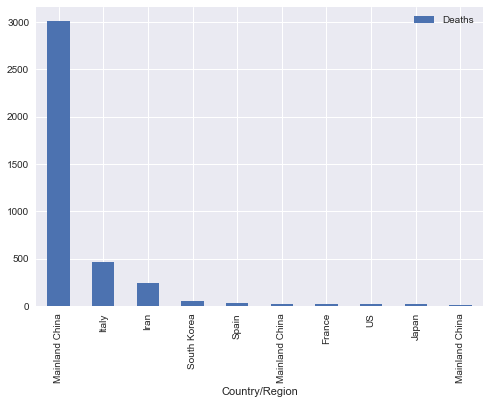 Deaths
3000
2500
2000
1500
1000
500
0
Mainland China
Italy
Iran
South Korea
Spain
Mainland China
France
US
Japan
Mainland China
Country/Region